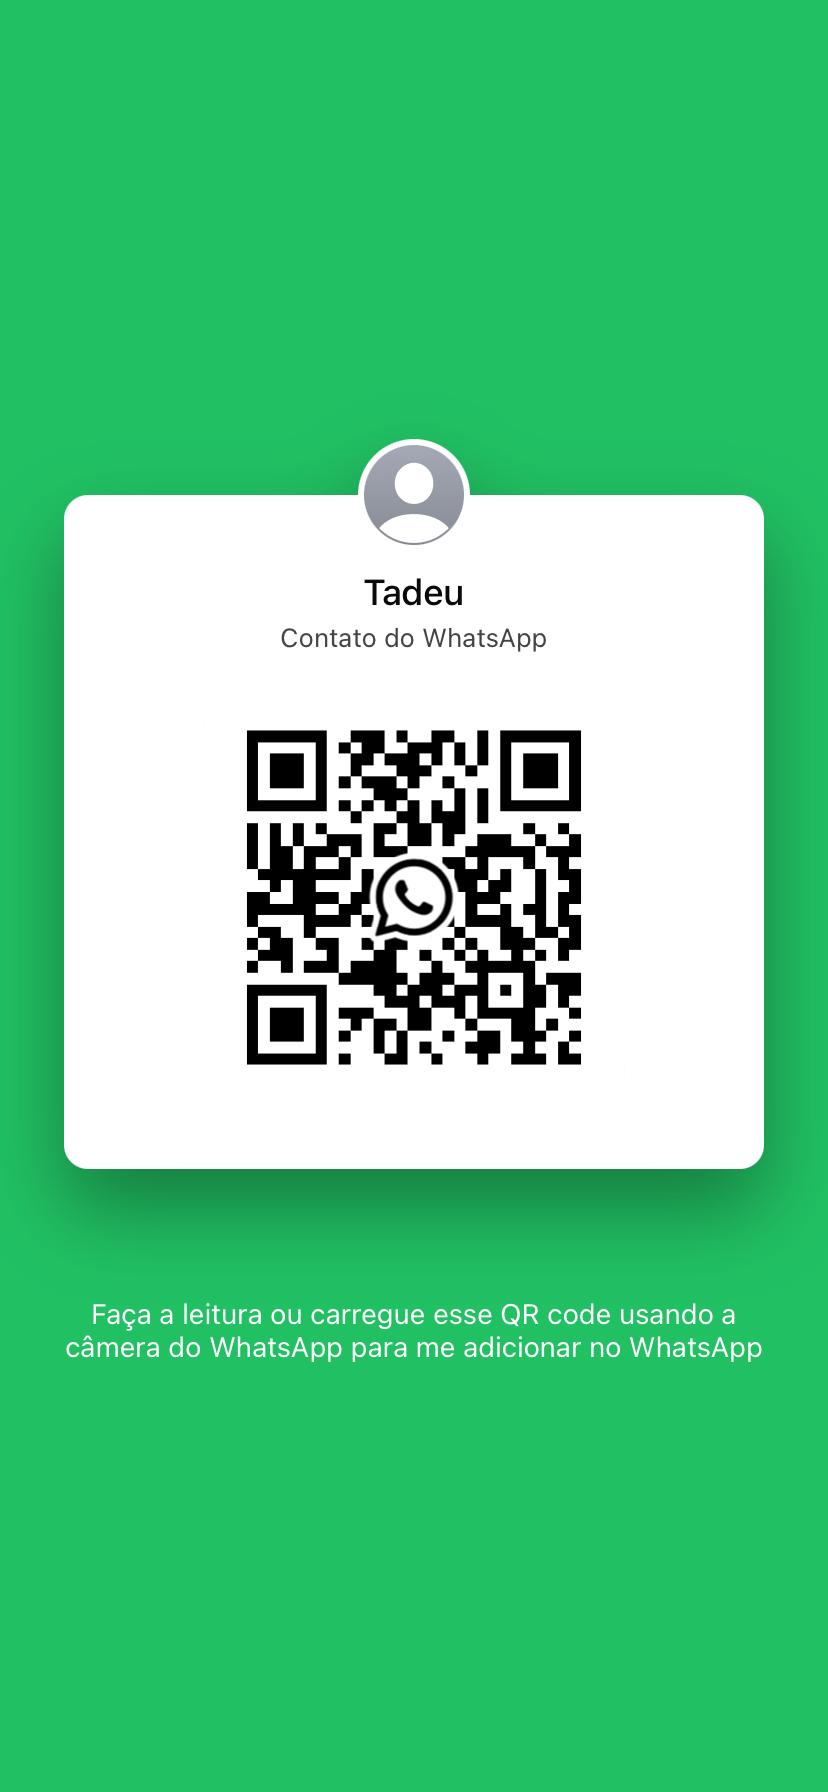 Tadeu
Contato do WhatsApp
Faça a leitura ou carregue esse QR code usando a
câmera do WhatsApp para me adicionar no WhatsApp